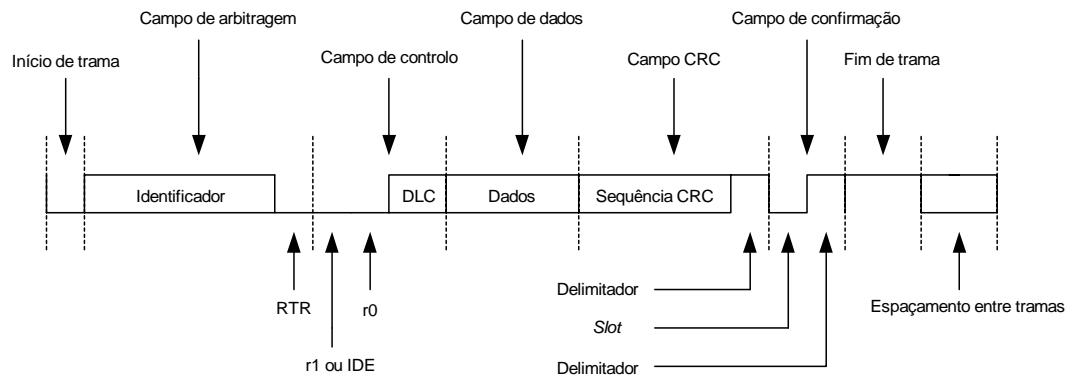 Campo de arbitragem
Campo de dados
Campo de confirmação
Início de trama
Campo de controlo
Campo CRC
Fim de trama
Identificador
DLC
Dados
Sequência CRC
RTR
r0
r1 ou IDE
Delimitador
Slot
Delimitador
Espaçamento entre tramas